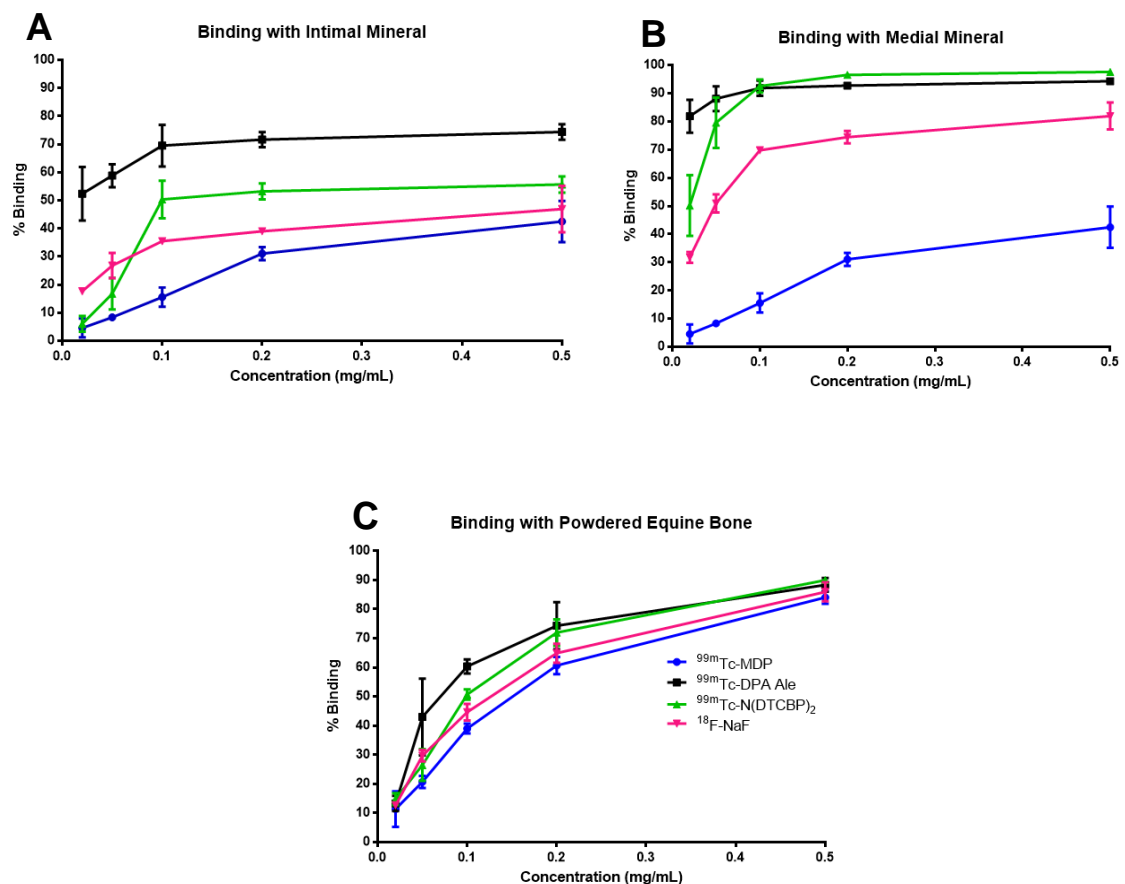 A
Binding with Intimal Mineral
100
90
80
70
60
50
40
30
20
10
0
% Binding
0.0 0.1 0.2 0.3 0.4 0.5
Concentration (mg/mL)
B
Binding with Medial Mineral
100
90
80
70
60
50
40
30
20
10
0
% Binding
0.0 0.1 0.2 0.3 0.4 0.5
Concentration (mg/mL)
C
Binding with Powdered Equine Bone
100
90
80
70
60
50
40
30
20
10
0
% Binding
0.0 0.1 0.2 0.3 0.4 0.5
Concentration (mg/mL)
⁹⁹ᵐTc-MDP
⁹⁹ᵐTc-DPA Ale
⁹⁹ᵐTc-N(DTCBP)₂
¹⁸F-NaF